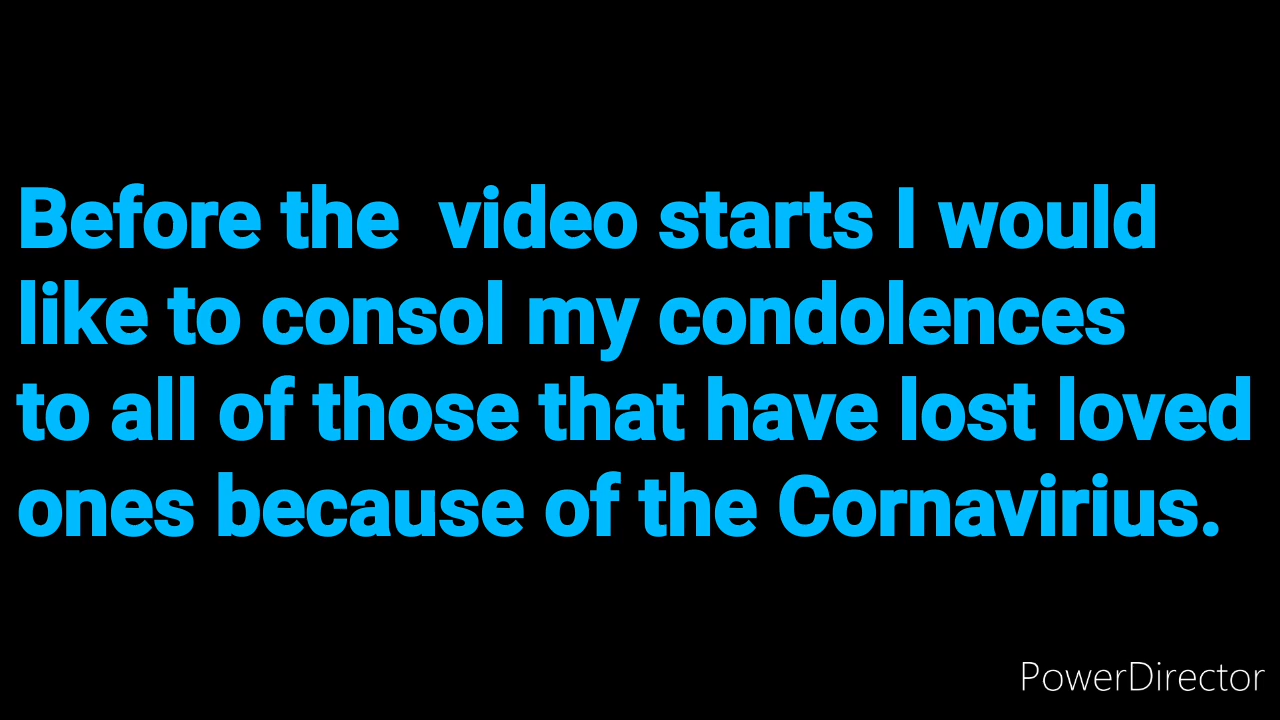 Before the  video starts I would
like to consol my condolences
to all of those that have lost loved
ones because of the Cornavirius.
PowerDirector